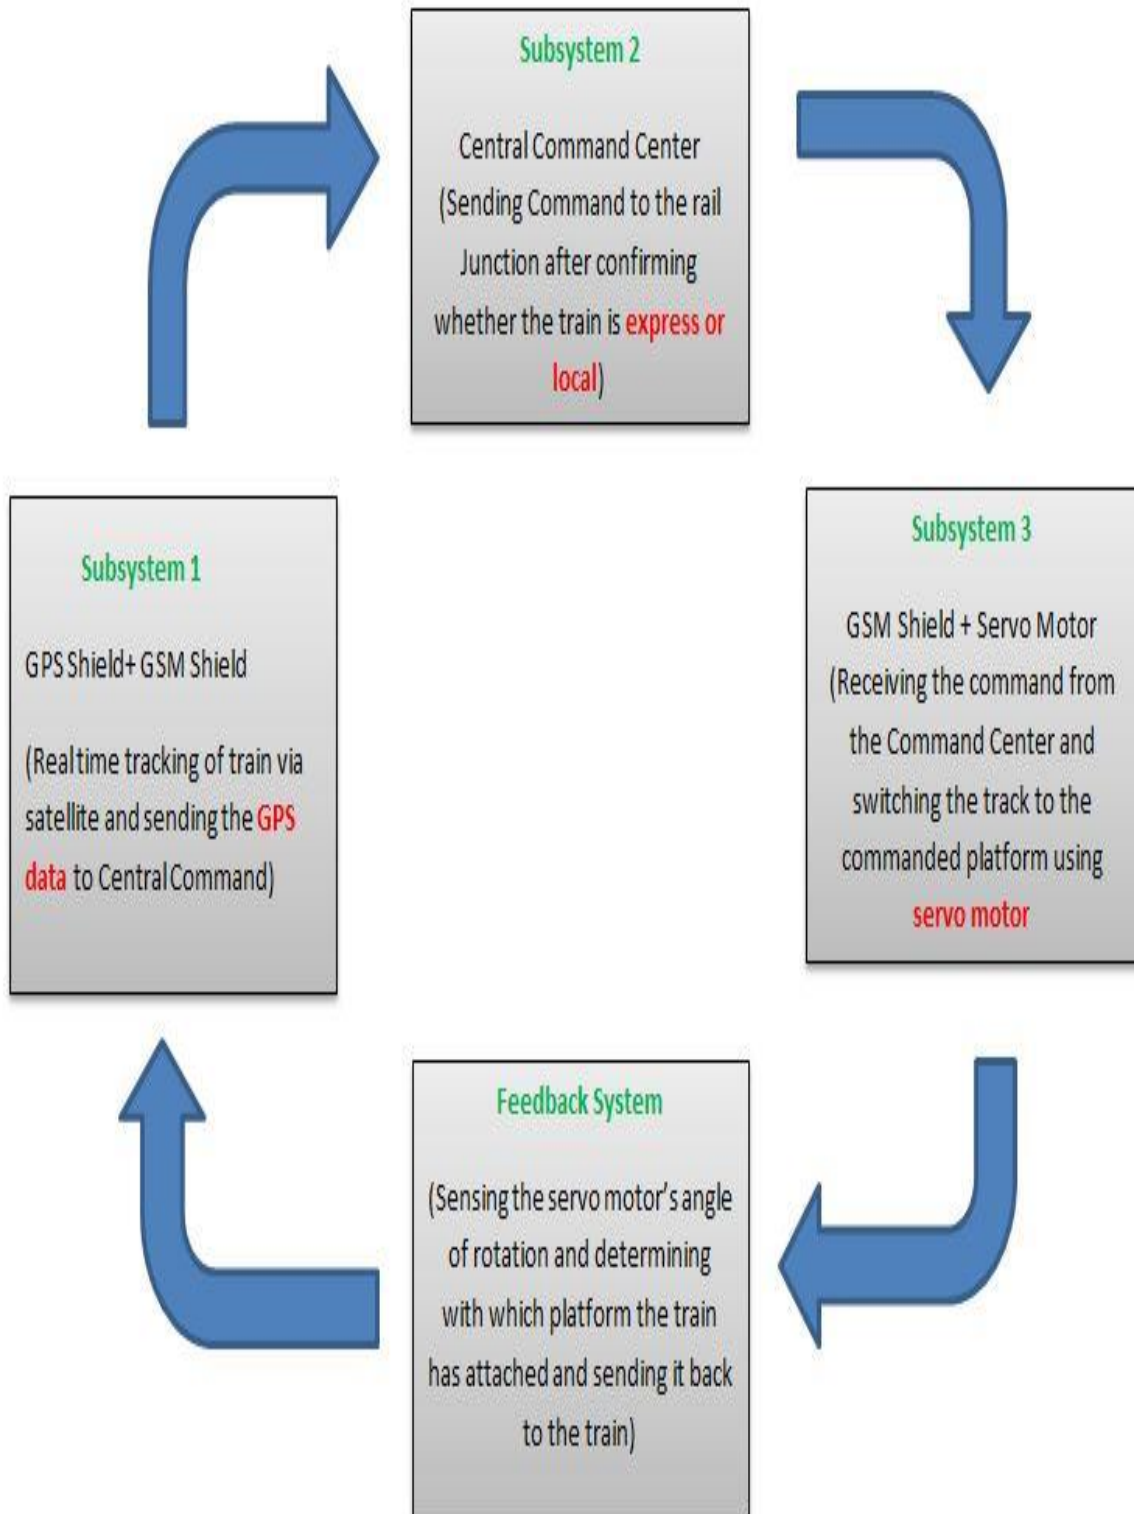 Subsystem 2
Central Command Center
(Sending Command to the rail
Junction after confirming
whether the train is express or
local)
Subsystem 1
GPS Shield+ GSM Shield
(Real time tracking of train via
satellite and sending the GPS
data to Central Command)
Subsystem 3
GSM Shield + Servo Motor
(Receiving the command from
the Command Center and
switching the track to the
commanded platform using
servo motor
Feedback System
(Sensing the servo motor's angle
of rotation and determining
with which platform the train
has attached and sending it back
to the train)